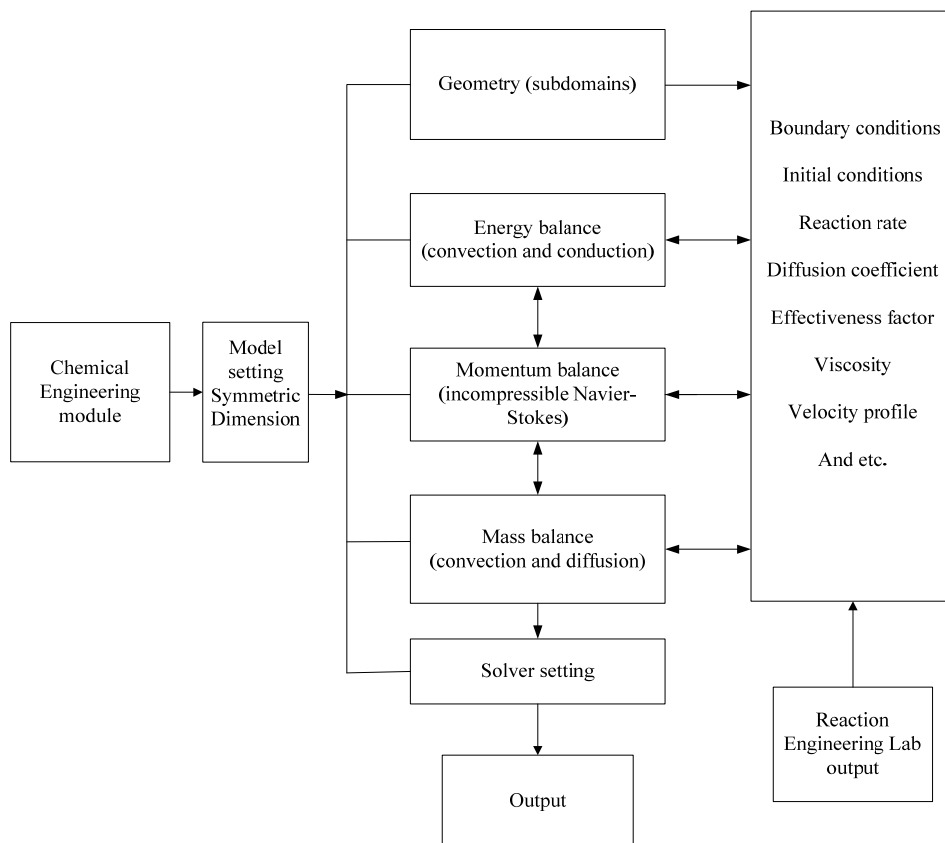 Chemical
Engineering
module
Model
setting
Symmetric
Dimension
Geometry (subdomains)
Energy balance
(convection and conduction)
Momentum balance
(incompressible Navier-
Stokes)
Mass balance
(convection and diffusion)
Solver setting
Output
Boundary conditions
Initial conditions
Reaction rate
Diffusion coefficient
Effectiveness factor
Viscosity
Velocity profile
And etc.
Reaction
Engineering Lab
output